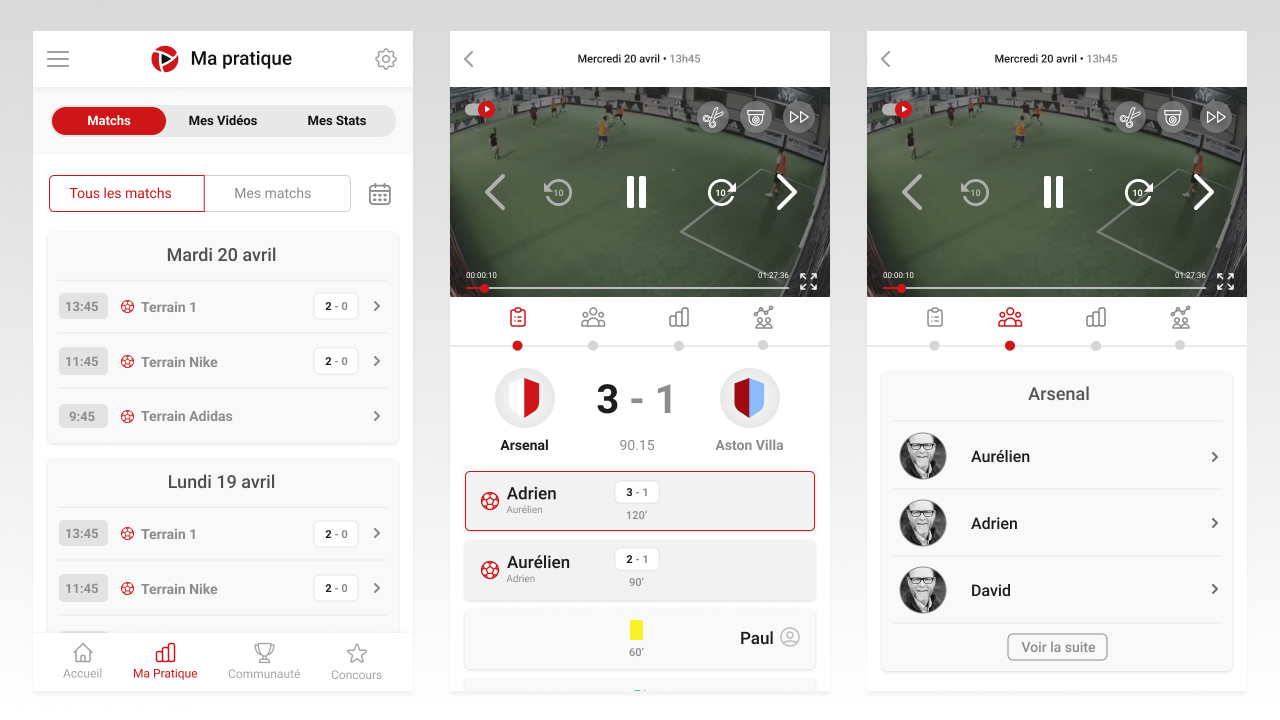 Ma pratique
Matchs
Mes Vidéos
Mes Stats
Tous les matchs
Mes matchs
Mardi 20 avril
13:45
Terrain 1
2 - 0
11:45
Terrain Nike
2 - 0
9:45
Terrain Adidas
Lundi 19 avril
13:45
Terrain 1
2 - 0
11:45
Terrain Nike
2 - 0
Accueil
Ma Pratique
Communauté
Concours
Mercredi 20 avril • 13h45
10
10
00:00:10
01:27:36
3 - 1
Arsenal
90.15
Aston Villa
Adrien
Aurélien
3 - 1
120'
Aurélien
Adrien
2 - 1
90'
60'
Paul
Mercredi 20 avril • 13h45
10
10
00:00:10
01:27:36
Arsenal
Aurélien
Adrien
David
Voir la suite